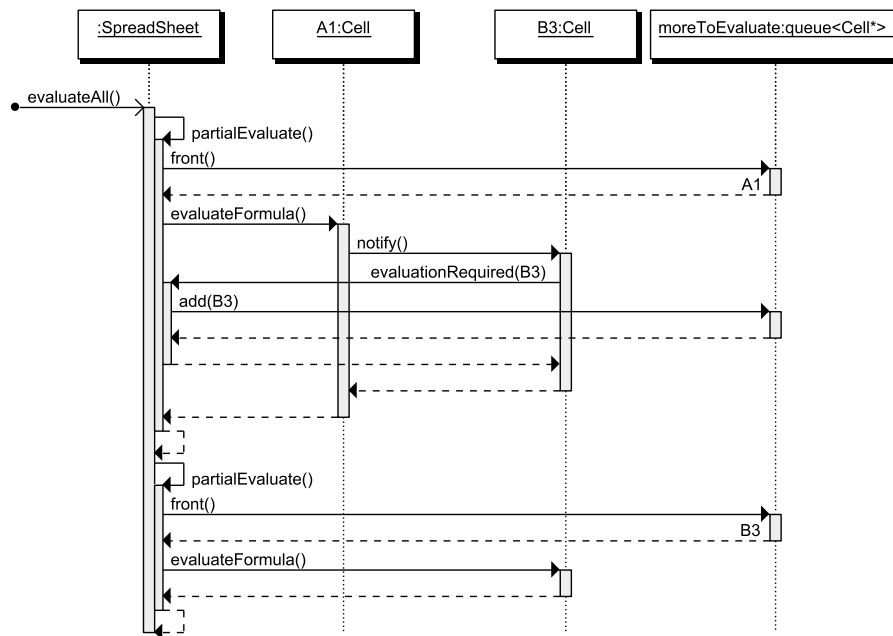 :SpreadSheet
A1:Cell
B3:Cell
moreToEvaluate:queue<Cell*>
evaluateAll()
partialEvaluate()
front()
A1
evaluateFormula()
notify()
evaluationRequired(B3)
add(B3)
partialEvaluate()
front()
B3
evaluateFormula()